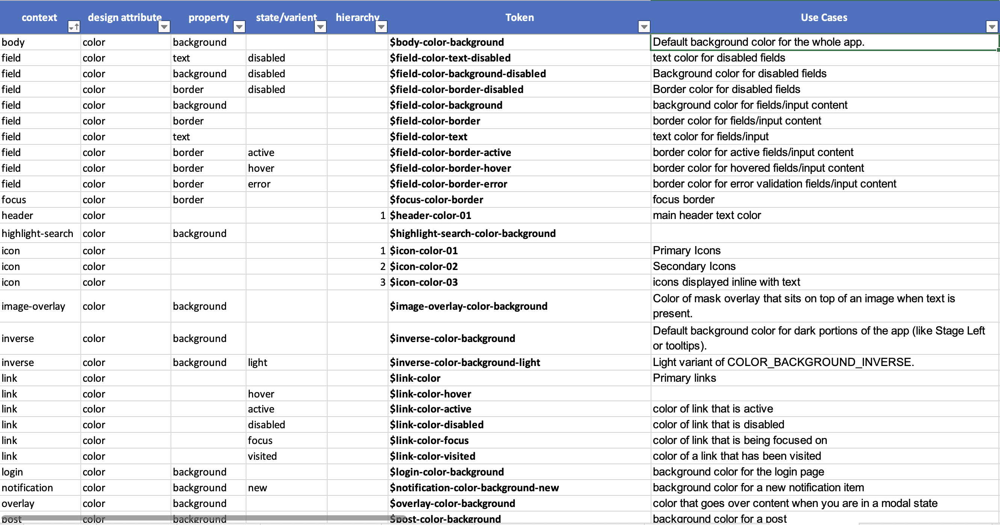 context design attribute property state/varient hierarchy Token Use Cases
body color background $body-color-background Default background color for the whole app.
field color text disabled $field-color-text-disabled text color for disabled fields
field color background disabled $field-color-background-disabled Background color for disabled fields
field color border disabled $field-color-border-disabled Border color for disabled fields
field color background $field-color-background background color for fields/input content
field color border $field-color-border border color for fields/input content
field color text $field-color-text text color for fields/input
field color border active $field-color-border-active border color for active fields/input content
field color border hover $field-color-border-hover border color for hovered fields/input content
field color border error $field-color-border-error border color for error validation fields/input content
focus color border $focus-color-border focus border
header color 1 $header-color-01 main header text color
highlight-search color background $highlight-search-color-background
icon color 1 $icon-color-01 Primary Icons
icon color 2 $icon-color-02 Secondary Icons
icon color 3 $icon-color-03 icons displayed inline with text
image-overlay color background $image-overlay-color-background Color of mask overlay that sits on top of an image when text is
present.
inverse color background $inverse-color-background Default background color for dark portions of the app (like Stage Left
or tooltips).
inverse color background light $inverse-color-background-light Light variant of COLOR_BACKGROUND_INVERSE.
link color $link-color Primary links
link color hover $link-color-hover
link color active $link-color-active color of link that is active
link color disabled $link-color-disabled color of link that is disabled
link color focus $link-color-focus color of link that is being focused on
link color visited $link-color-visited color of a link that has been visited
login color background $login-color-background background color for the login page
notification color background new $notification-color-background-new background color for a new notification item
overlay color background $overlay-color-background color that goes over content when you are in a modal state
post color background $post-color-background background color for a post